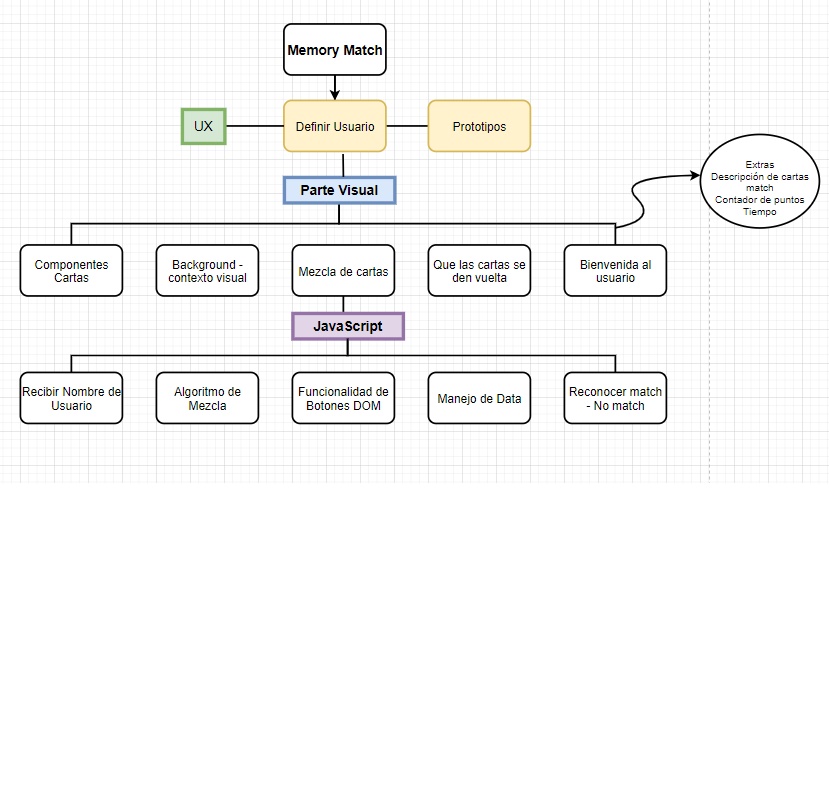 Memory Match
UX
Definir Usuario
Prototipos
Parte Visual
Extras
Descripción de cartas
match
Contador de puntos
Tiempo
Componentes
Cartas
Background -
contexto visual
Mezcla de cartas
Que las cartas se
den vuelta
Bienvenida al
usuario
JavaScript
Recibir Nombre de
Usuario
Algoritmo de
Mezcla
Funcionalidad de
Botones DOM
Manejo de Data
Reconocer match
- No match